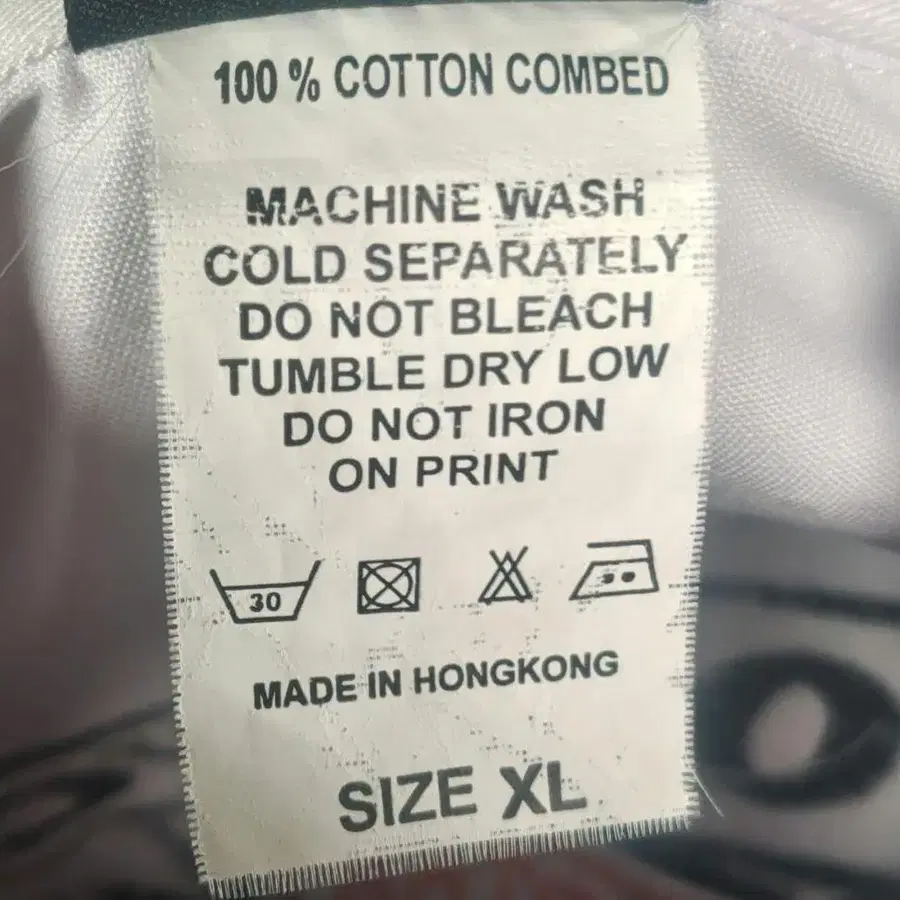 100 % COTTON COMBED
MACHINE WASH
COLD SEPARATELY
DO NOT BLEACH
TUMBLE DRY LOW
DO NOT IRON
ON PRINT
30
MADE IN HONGKONG
SIZE XL